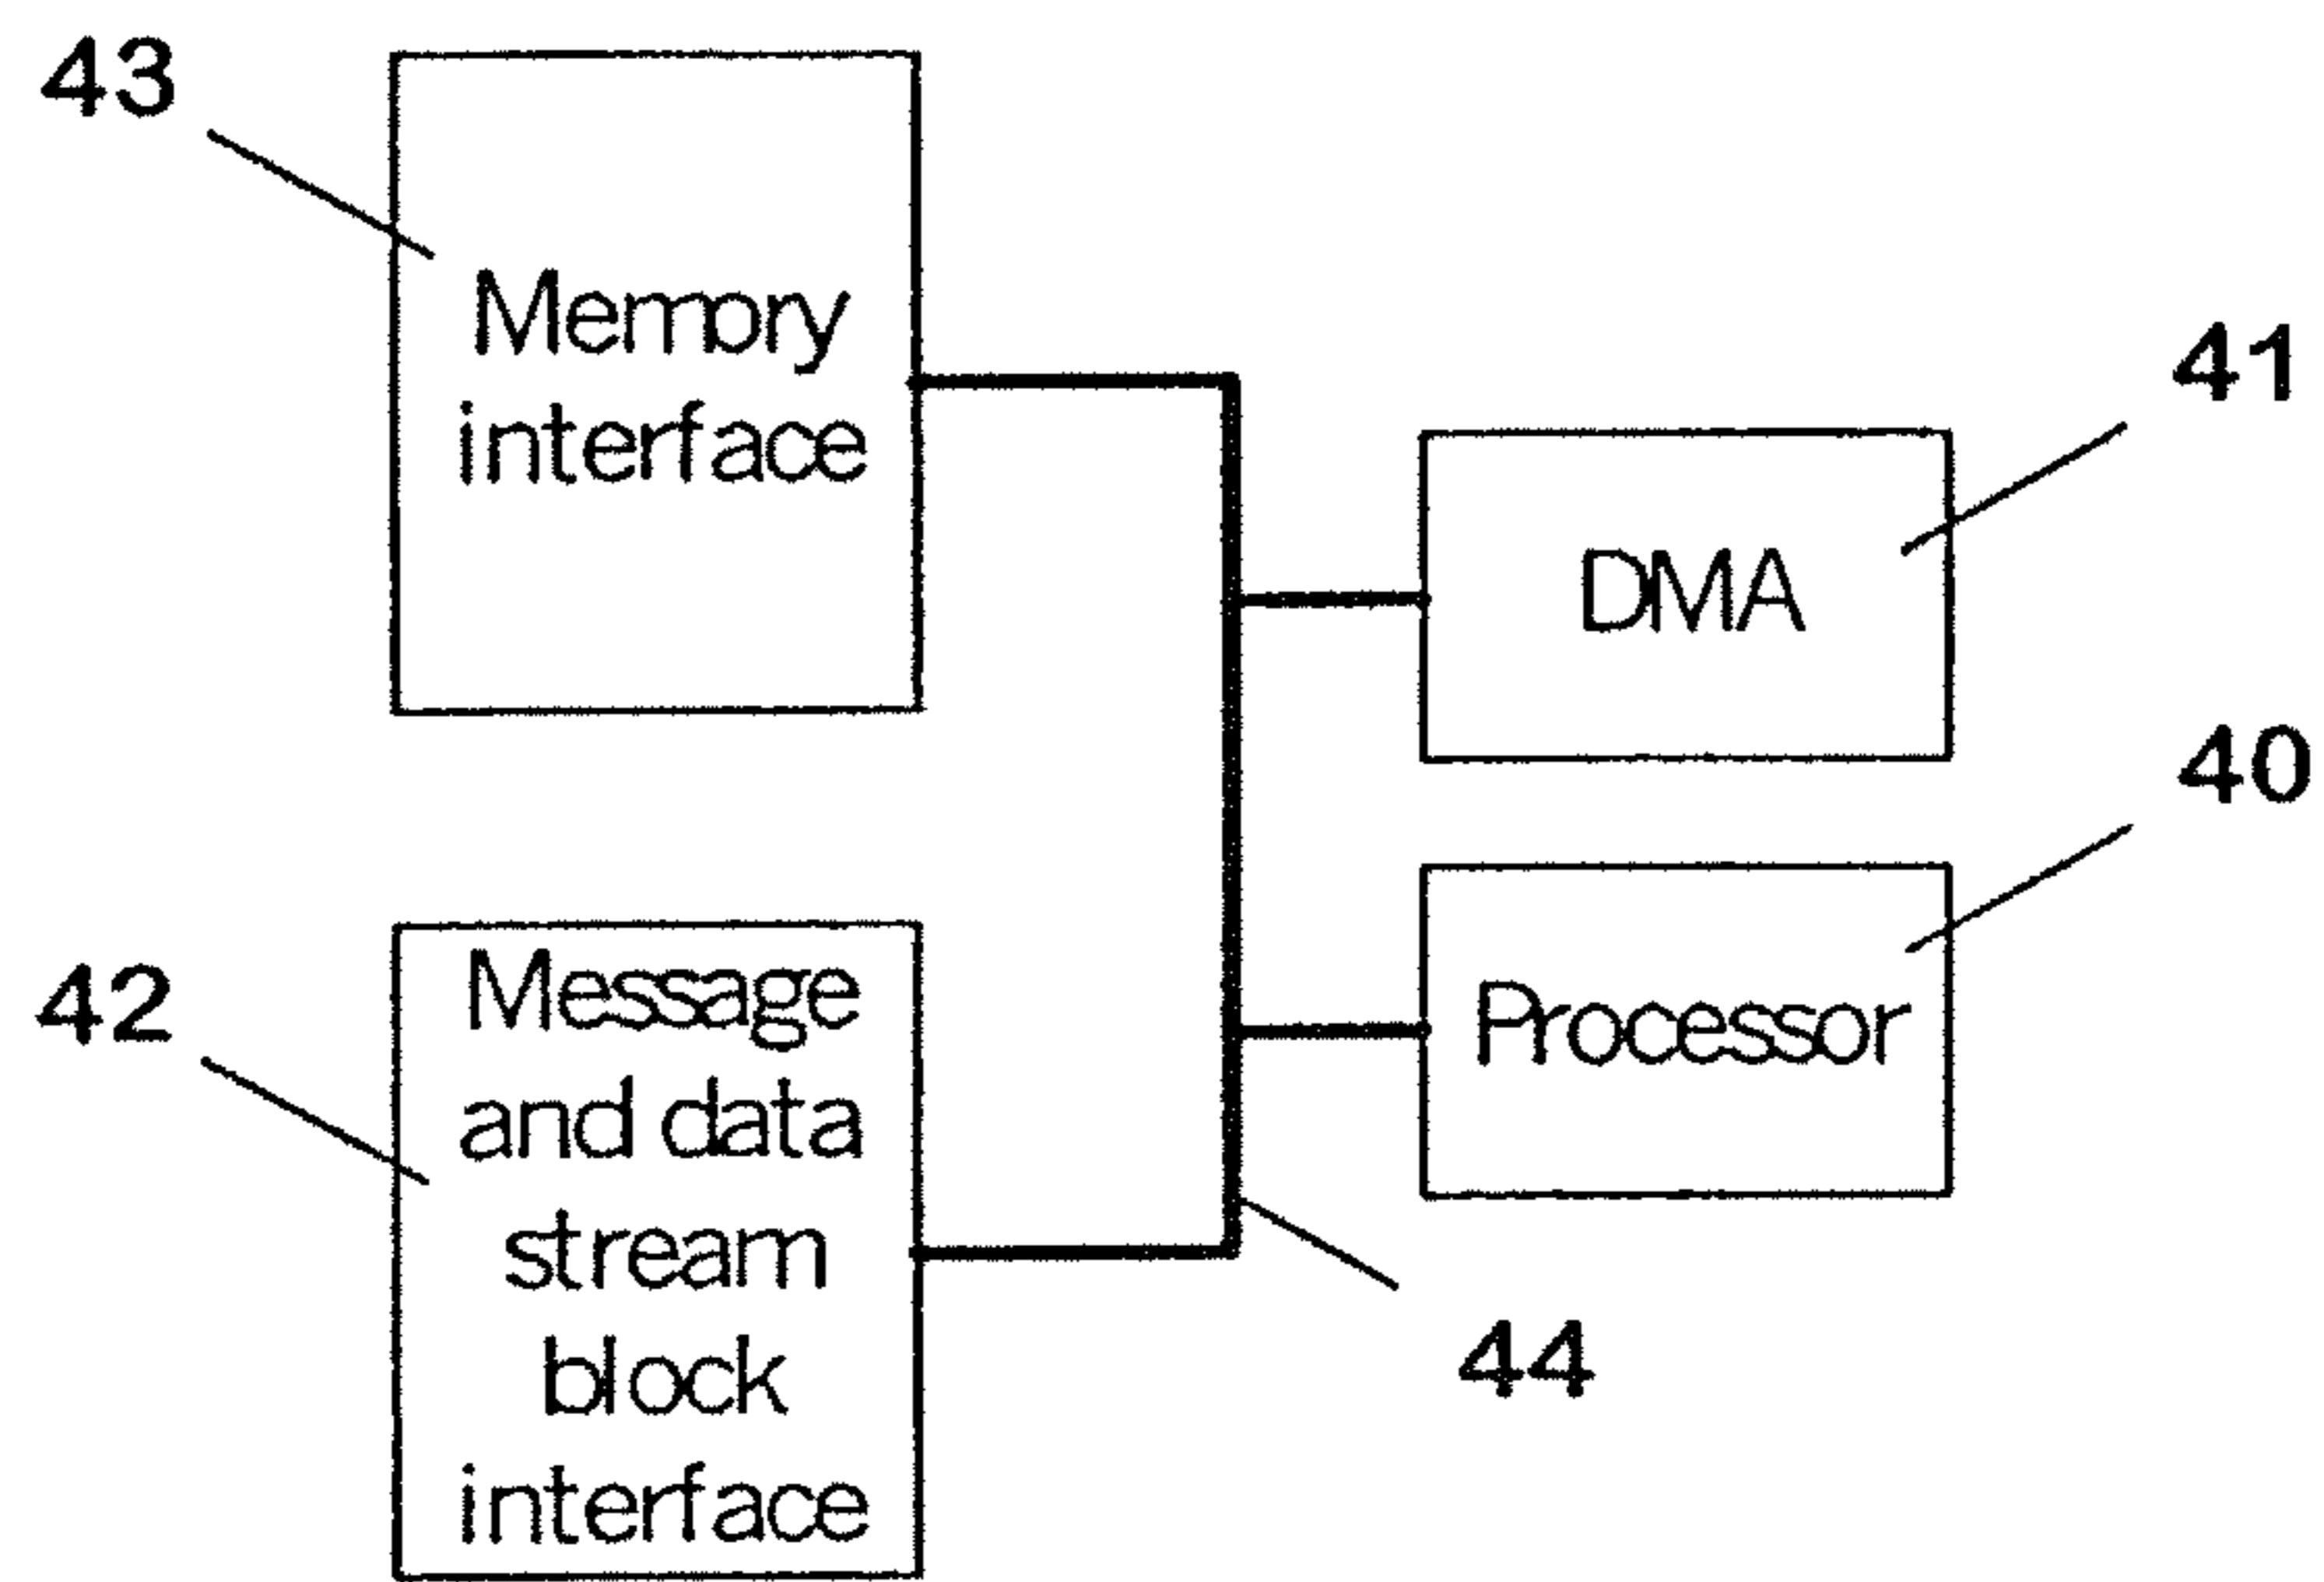 43
Memory
interface
41
DMA
40
Processor
42
Message
and data
stream
block
interface
44